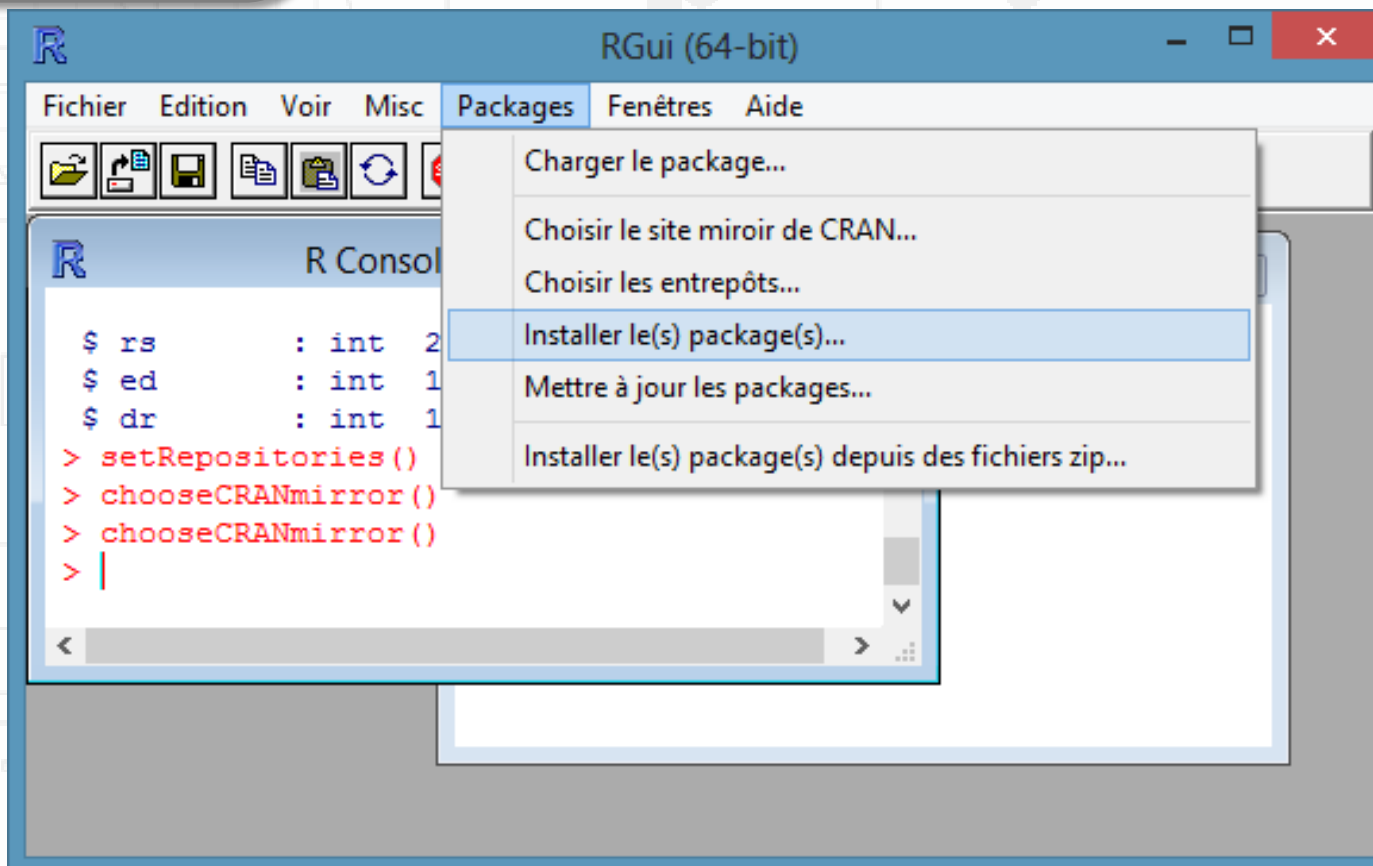 RGui (64-bit)
Fichier Edition Voir Misc Packages Fenêtres Aide
Charger le package...
Choisir le site miroir de CRAN...
Choisir les entrepôts...
Installer le(s) package(s)...
Mettre à jour les packages...
Installer le(s) package(s) depuis des fichiers zip...
R Consol
$ rs : int 2
$ ed : int 1
$ dr : int 1
> setRepositories()
> chooseCRANmirror()
> chooseCRANmirror()
>